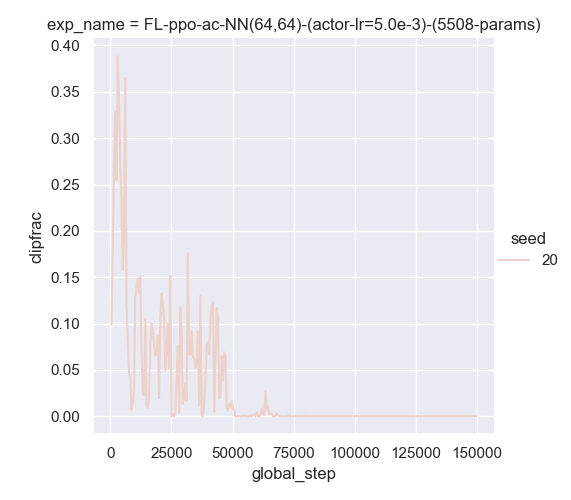 exp_name = FL-ppo-ac-NN(64,64)-(actor-lr=5.0e-3)-(5508-params)
0.40
0.35
0.30
0.25
0.20
0.15
0.10
0.05
0.00
clipfrac
0 25000 50000 75000 100000 125000 150000
global_step
seed
20